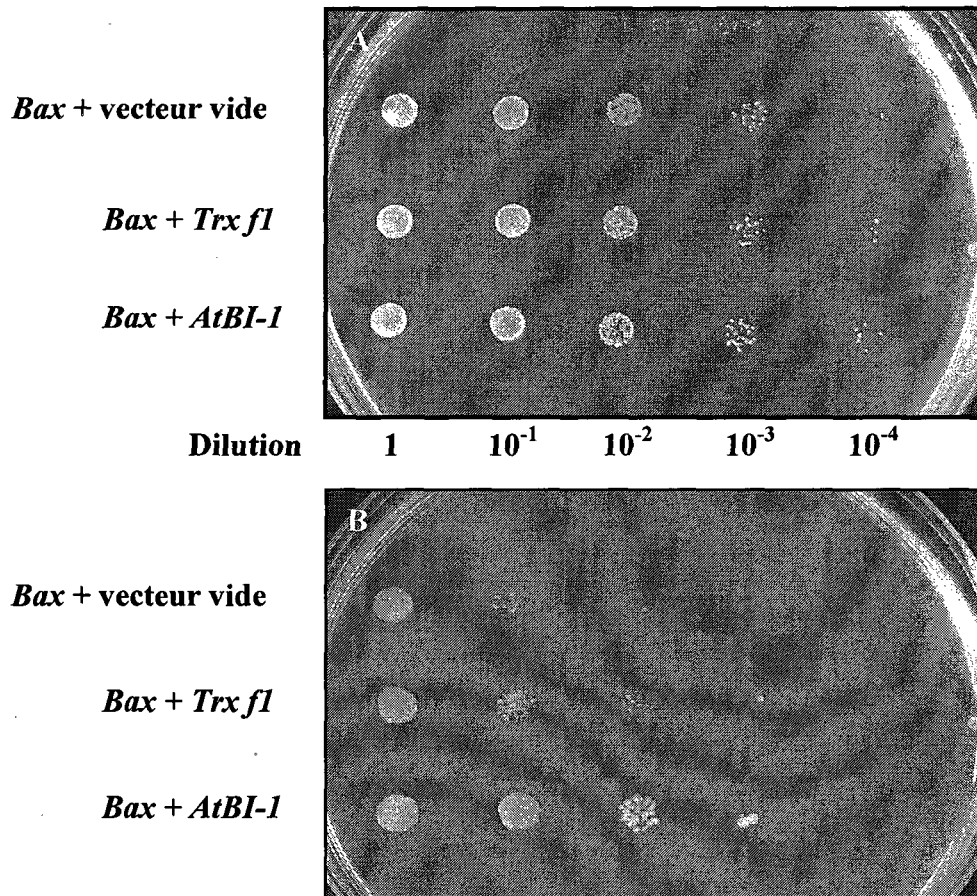 A
Bax + vecteur vide
Bax + Trx f1
Bax + AtBI-1
Dilution 1 10-1 10-2 10-3 10-4
B
Bax + vecteur vide
Bax + Trx f1
Bax + AtBI-1